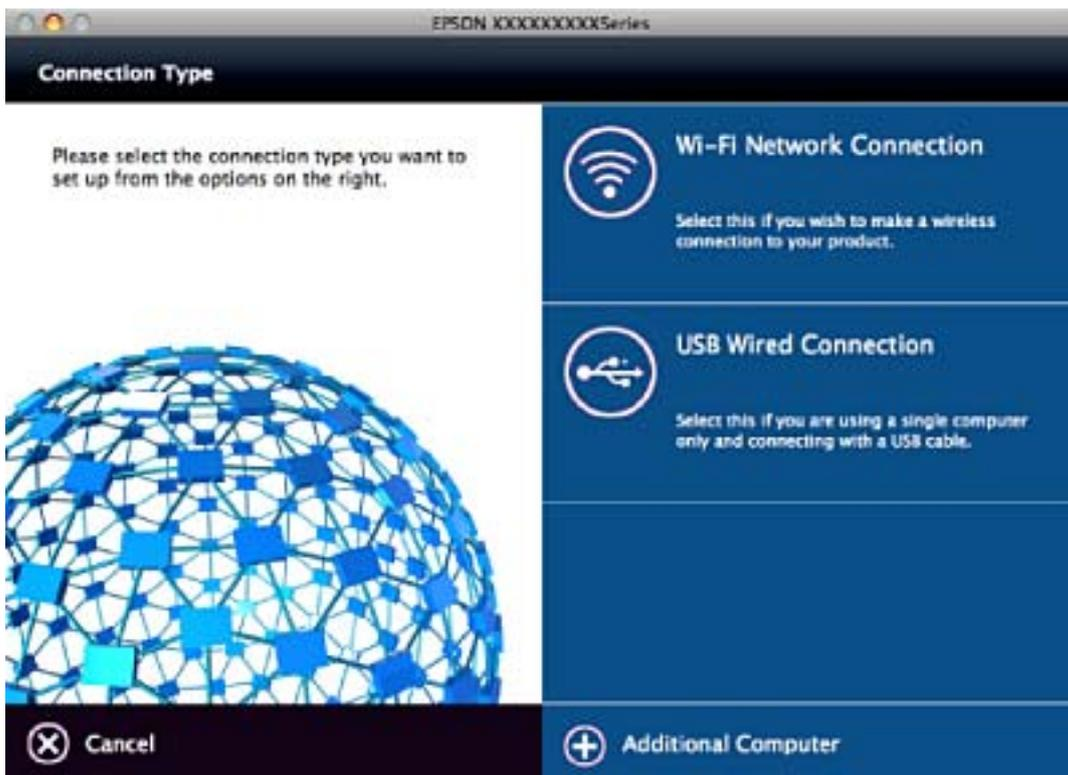 EPSON XXXXXXXXXSeries
Connection Type
Please select the connection type you want to
set up from the options on the right.
Wi-Fi Network Connection
Select this if you wish to make a wireless
connection to your product.
USB Wired Connection
Select this if you are using a single computer
only and connecting with a USB cable.
Cancel
Additional Computer